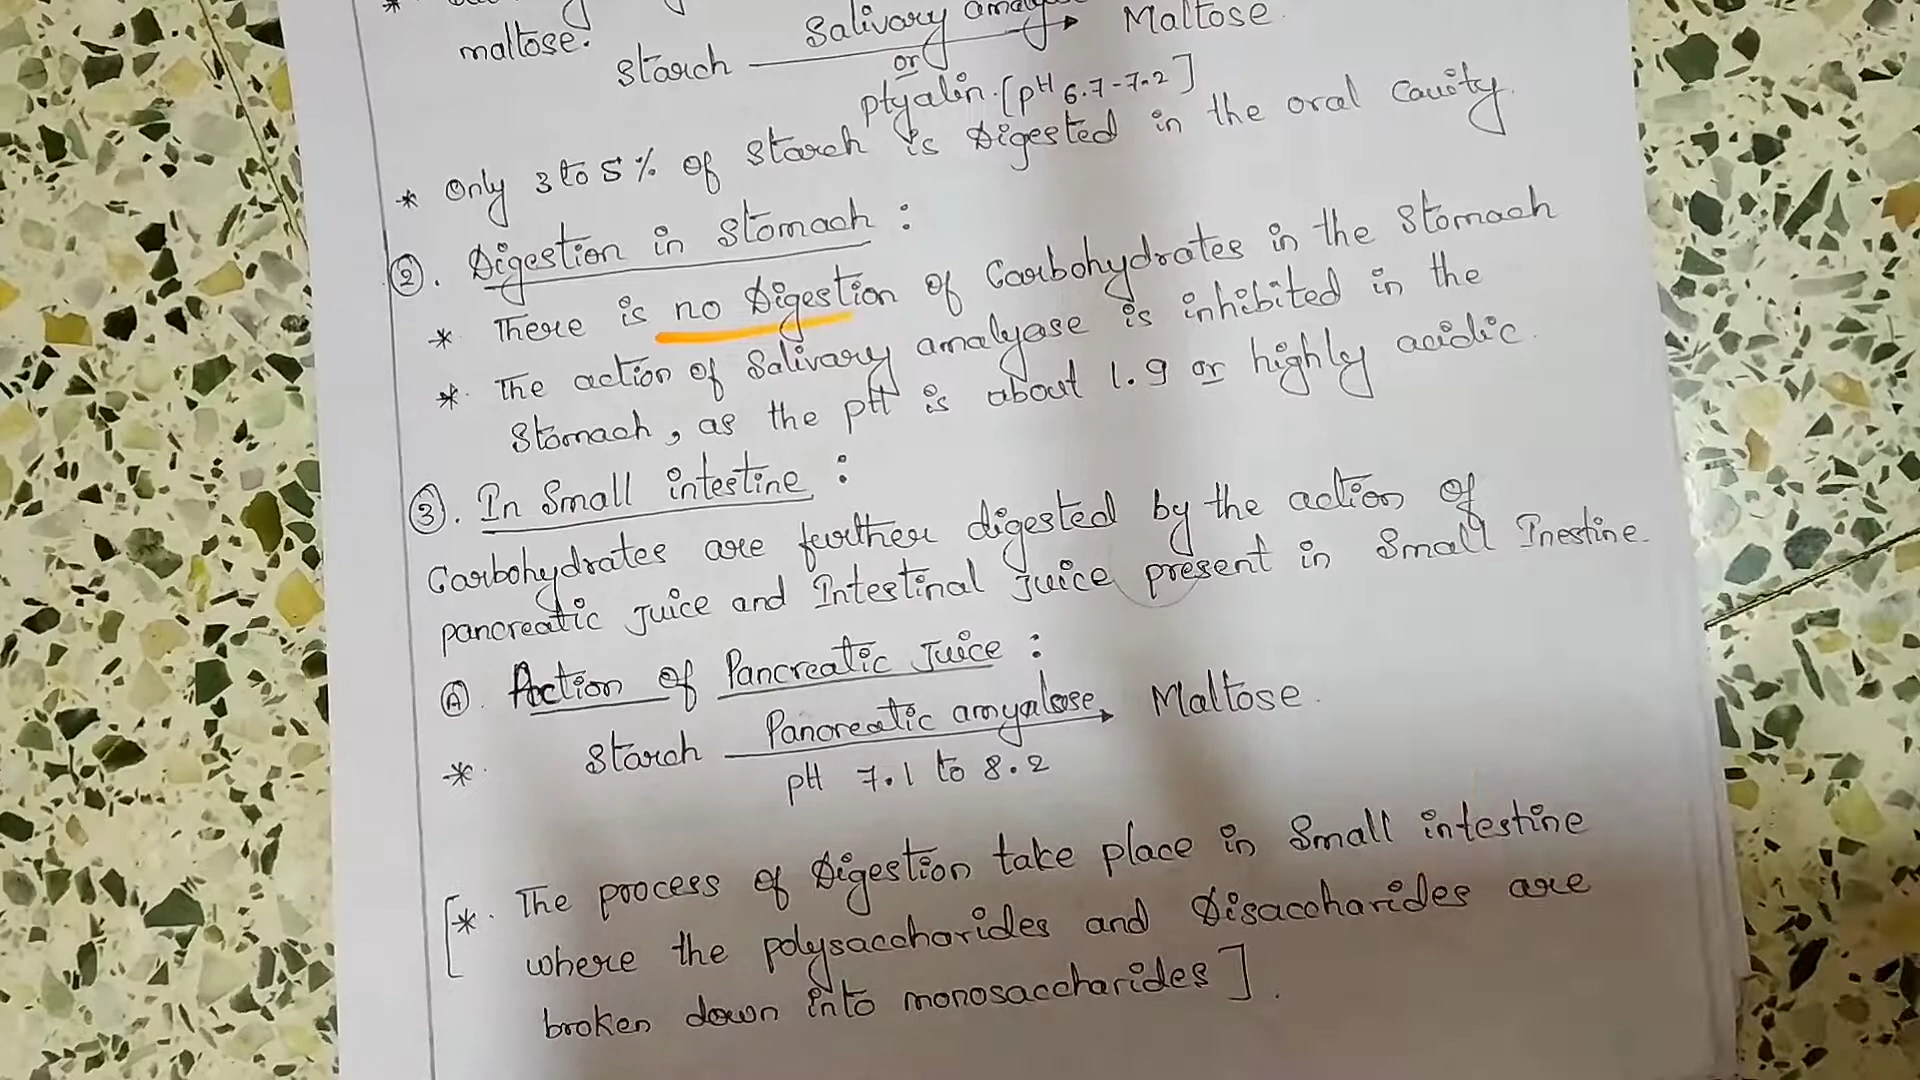 *
maltose.
Starch Salivary → Maltose
or
ptyalin. [pH 6.7-7.2]
* Only 3 to 5 % of Starch is Digested in the oral Cavity.
②. Digestion in Stomach :
* There is no Digestion of Carbohydrates in the Stomach
* The action of Salivary amalyase is inhibited in the
Stomach, as the pH is about 1.9 or highly acidic.
③. In Small intestine :
Carbohydrates are further digested by the action of
pancreatic Juice and Intestinal Juice present in Small Inestine.
Ⓐ. Action of Pancreatic Juice :
* Starch Pancreatic amyalase → Maltose.
pH 7.1 to 8.2
[*. The process of Digestion take place in Small intestine
where the polysaccharides and Disaccharides are
broken down into monosaccharides].